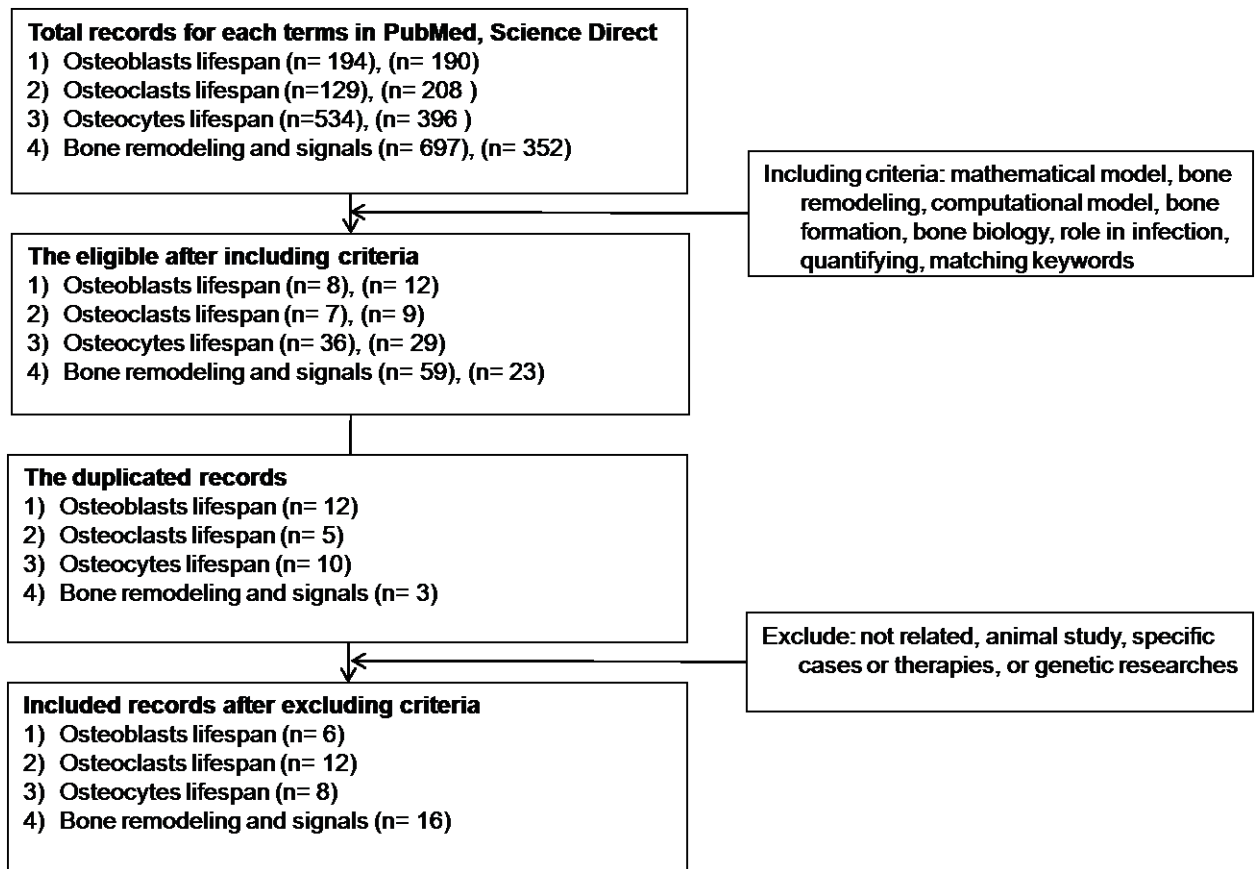 Total records for each terms in PubMed, Science Direct
1) Osteoblasts lifespan (n= 194), (n= 190)
2) Osteoclasts lifespan (n=129), (n= 208 )
3) Osteocytes lifespan (n=534), (n= 396 )
4) Bone remodeling and signals (n= 697), (n= 352)
Including criteria: mathematical model, bone
remodeling, computational model, bone
formation, bone biology, role in infection,
quantifying, matching keywords
The eligible after including criteria
1) Osteoblasts lifespan (n= 8), (n= 12)
2) Osteoclasts lifespan (n= 7), (n= 9)
3) Osteocytes lifespan (n= 36), (n= 29)
4) Bone remodeling and signals (n= 59), (n= 23)
The duplicated records
1) Osteoblasts lifespan (n= 12)
2) Osteoclasts lifespan (n= 5)
3) Osteocytes lifespan (n= 10)
4) Bone remodeling and signals (n= 3)
Exclude: not related, animal study, specific
cases or therapies, or genetic researches
Included records after excluding criteria
1) Osteoblasts lifespan (n= 6)
2) Osteoclasts lifespan (n= 12)
3) Osteocytes lifespan (n= 8)
4) Bone remodeling and signals (n= 16)